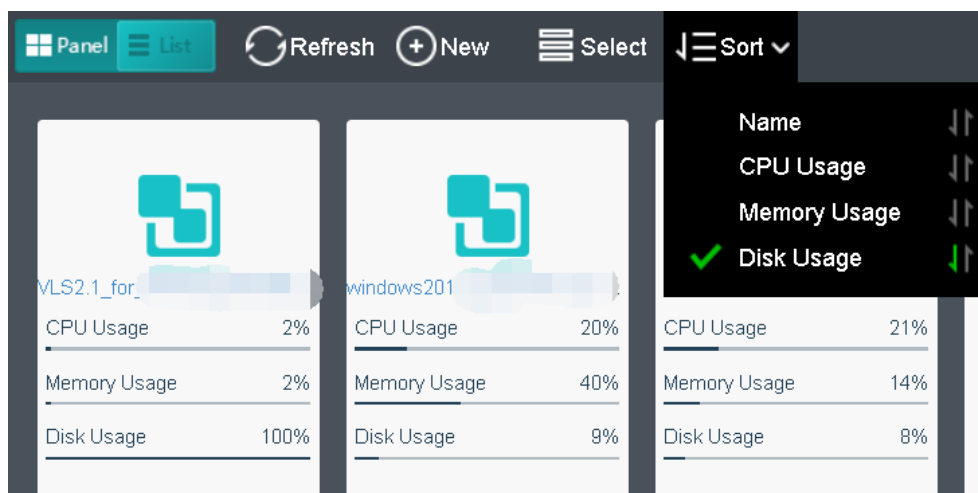 Panel List Refresh New Select Sort
Name
CPU Usage
Memory Usage
Disk Usage
VLS2.1_for_
CPU Usage 2%
Memory Usage 2%
Disk Usage 100%
windows201
CPU Usage 20%
Memory Usage 40%
Disk Usage 9%
CPU Usage 21%
Memory Usage 14%
Disk Usage 8%